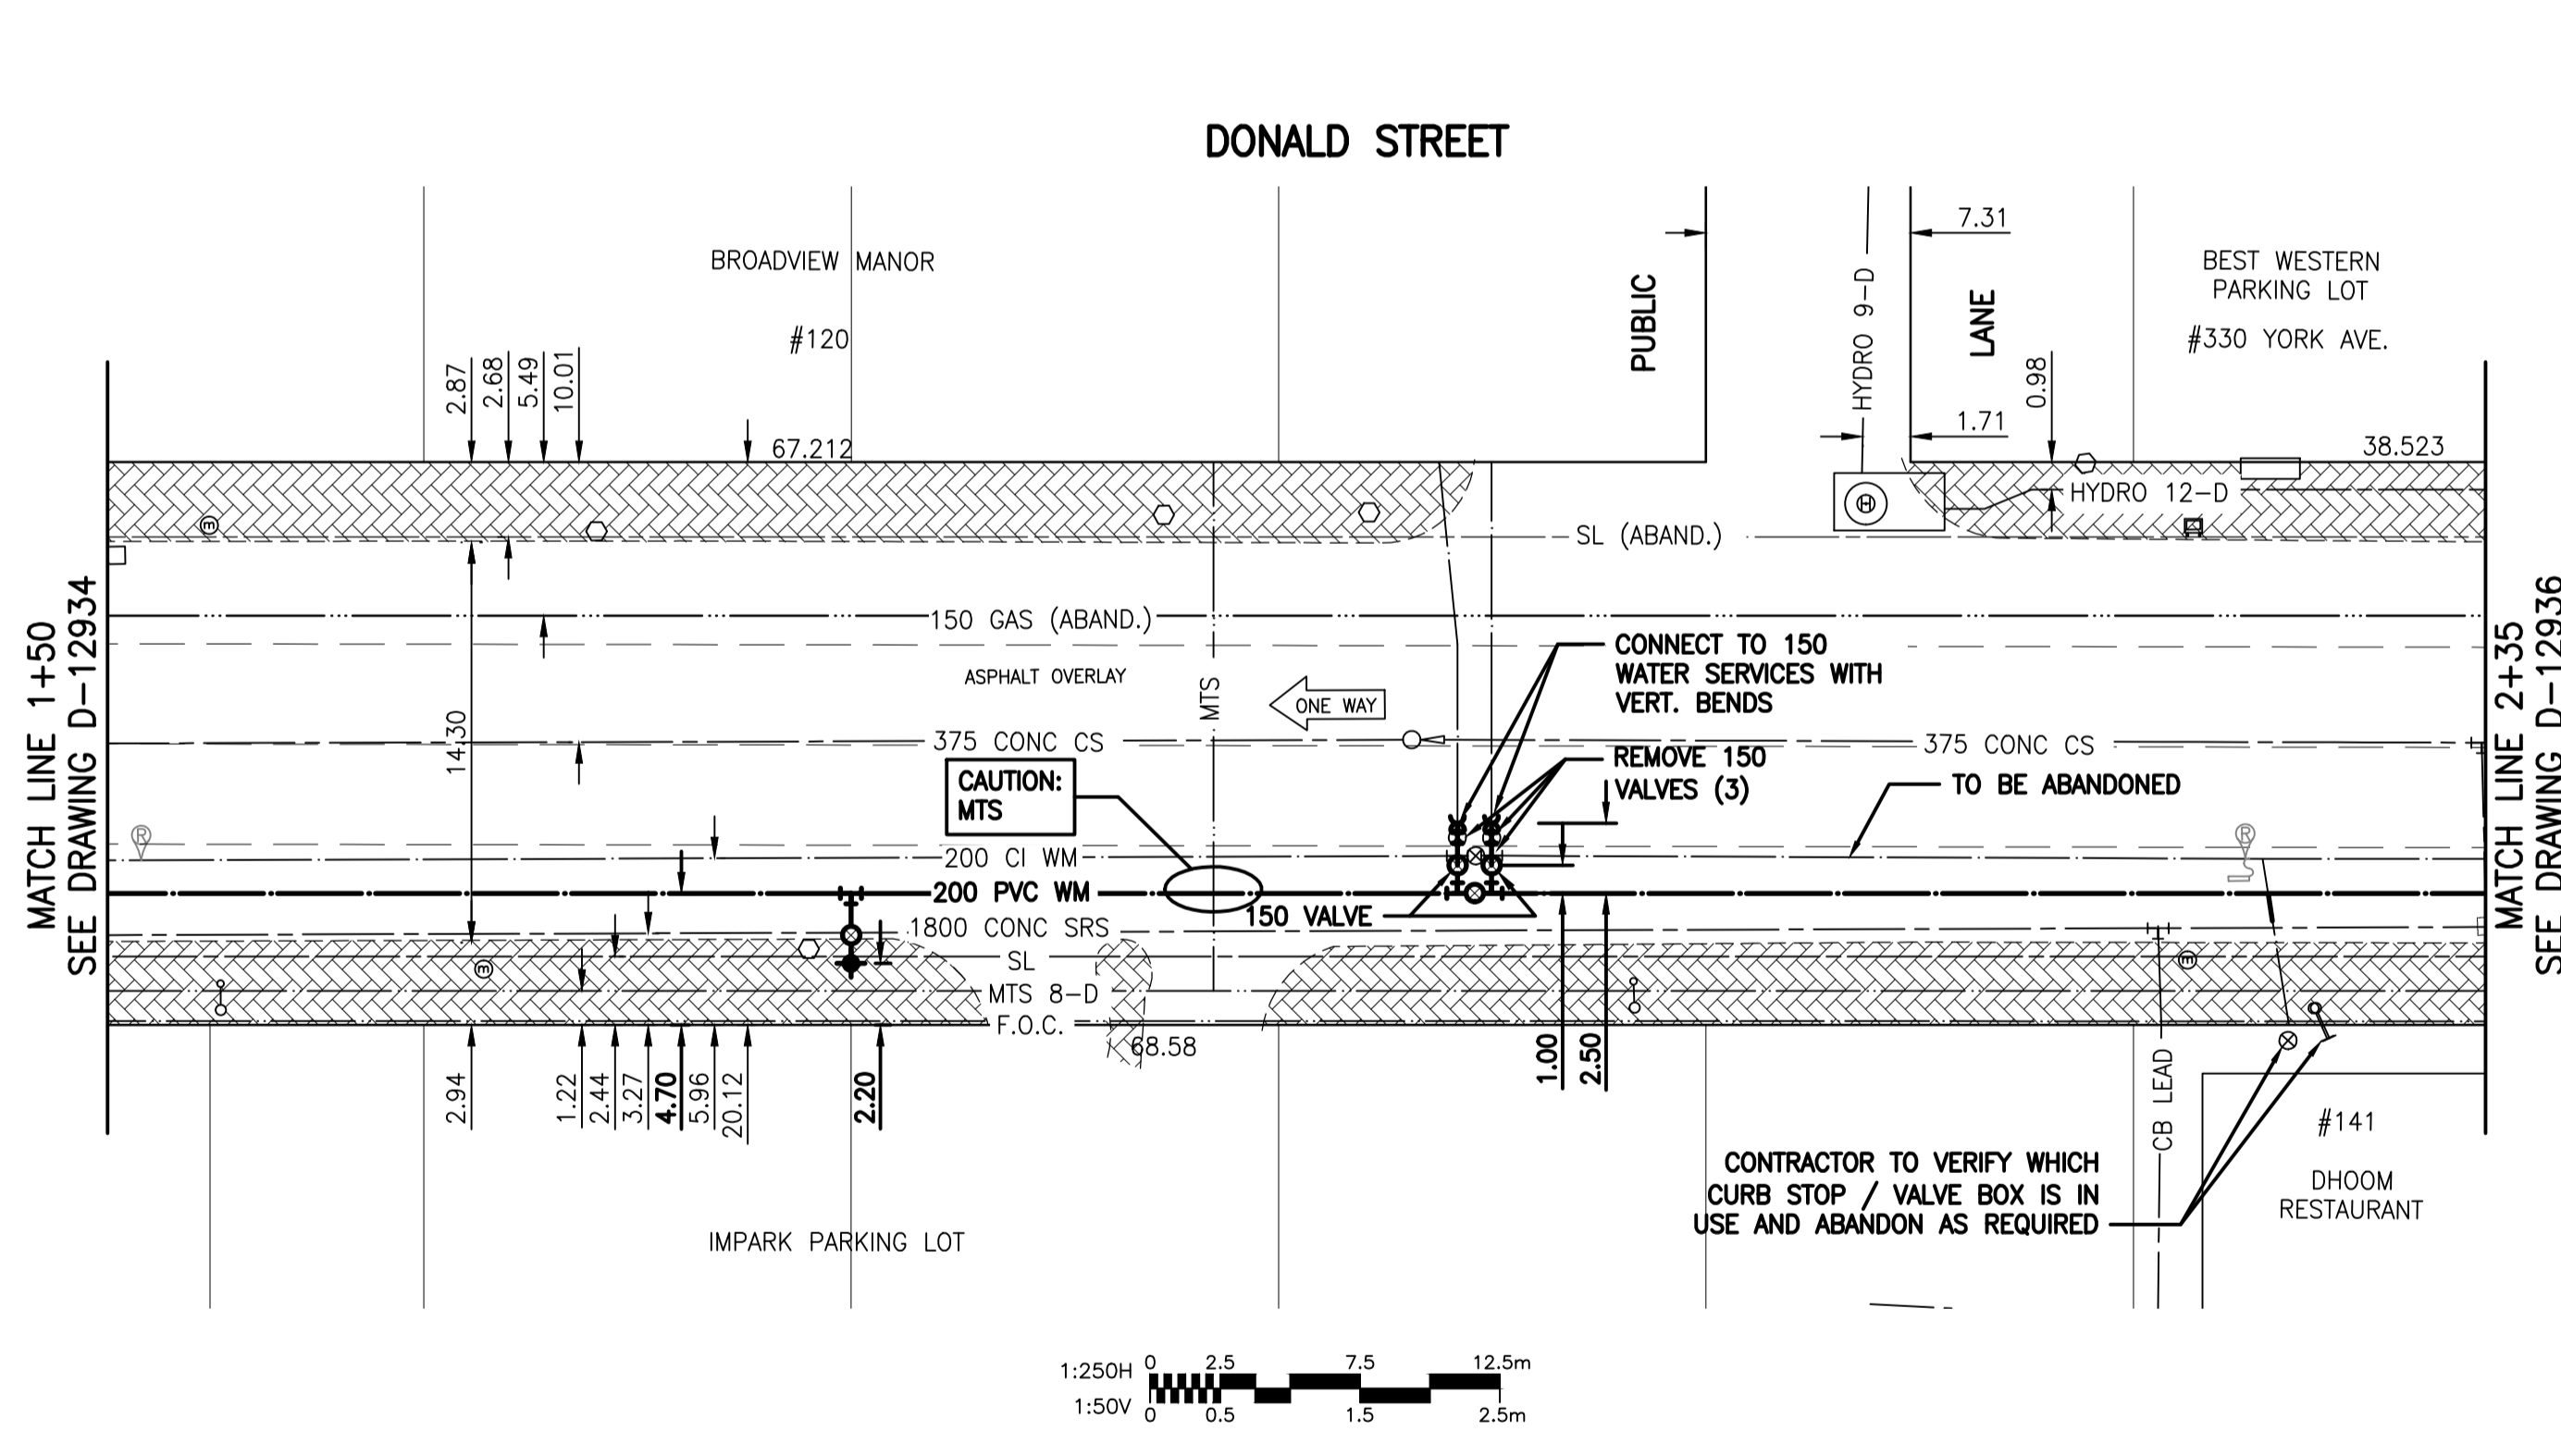 DONALD STREET
BROADVIEW MANOR
#120
PUBLIC
HYDRO 9-D
LANE
7.31
BEST WESTERN
PARKING LOT
#330 YORK AVE.
2.87
2.68
5.49
10.01
67.212
1.71
0.98
38.523
HYDRO 12-D
SL (ABAND.)
MATCH LINE 1+50
SEE DRAWING D-12934
MATCH LINE 2+35
SEE DRAWING D-12936
150 GAS (ABAND.)
ASPHALT OVERLAY
MTS
ONE WAY
CONNECT TO 150
WATER SERVICES WITH
VERT. BENDS
14.30
375 CONC CS
375 CONC CS
REMOVE 150
VALVES (3)
TO BE ABANDONED
CAUTION:
MTS
R
R
200 CI WM
200 PVC WM
150 VALVE
1800 CONC SRS
SL
MTS 8-D
F.O.C.
68.58
H
m
m
m
2.94
1.22
2.44
3.27
4.70
5.96
20.12
2.20
1.00
2.50
CB LEAD
#141
DHOOM
RESTAURANT
CONTRACTOR TO VERIFY WHICH
CURB STOP / VALVE BOX IS IN
USE AND ABANDON AS REQUIRED
IMPARK PARKING LOT
1:250H 0 2.5 7.5 12.5m
1:50V 0 0.5 1.5 2.5m